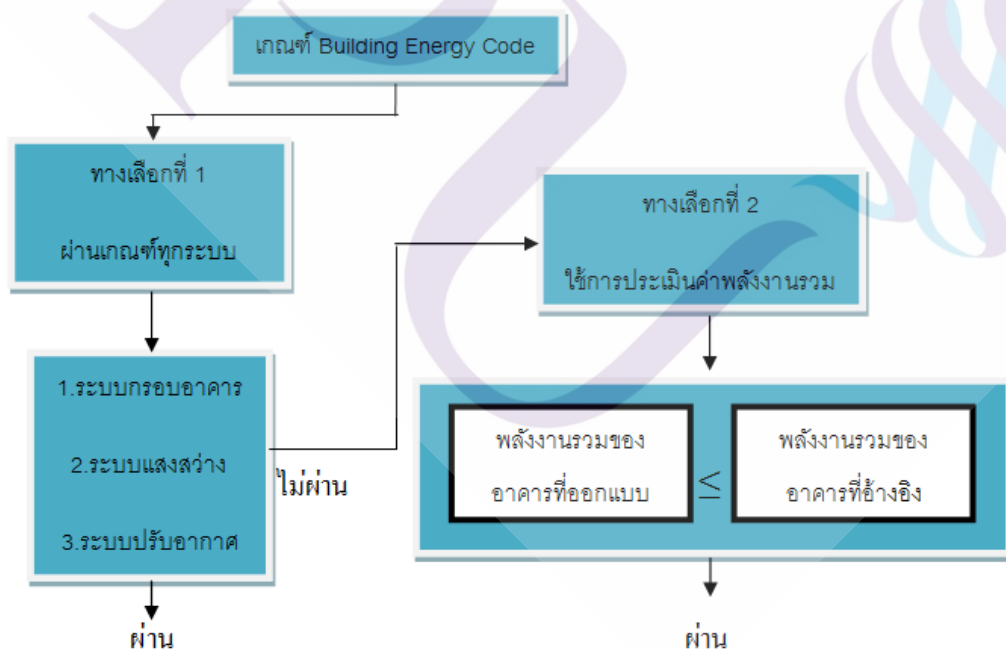 เกณฑ์ Building Energy Code
ทางเลือกที่ 1
ผ่านเกณฑ์ทุกระบบ
1.ระบบกรอบอาคาร
2.ระบบแสงสว่าง
3.ระบบปรับอากาศ
ไม่ผ่าน
ผ่าน
ทางเลือกที่ 2
ใช้การประเมินค่าพลังงานรวม
พลังงานรวมของ
อาคารที่ออกแบบ
≤
พลังงานรวมของ
อาคารที่อ้างอิง
ผ่าน